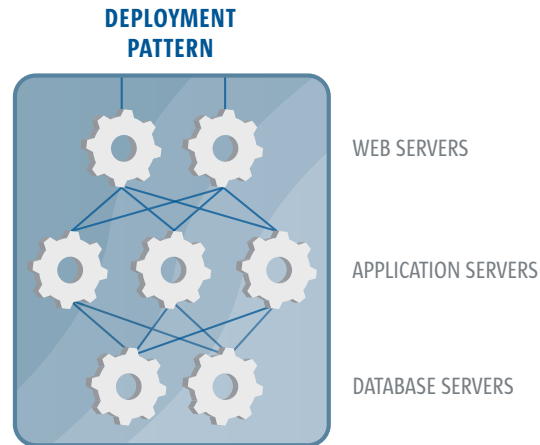 DEPLOYMENT
PATTERN
WEB SERVERS
APPLICATION SERVERS
DATABASE SERVERS